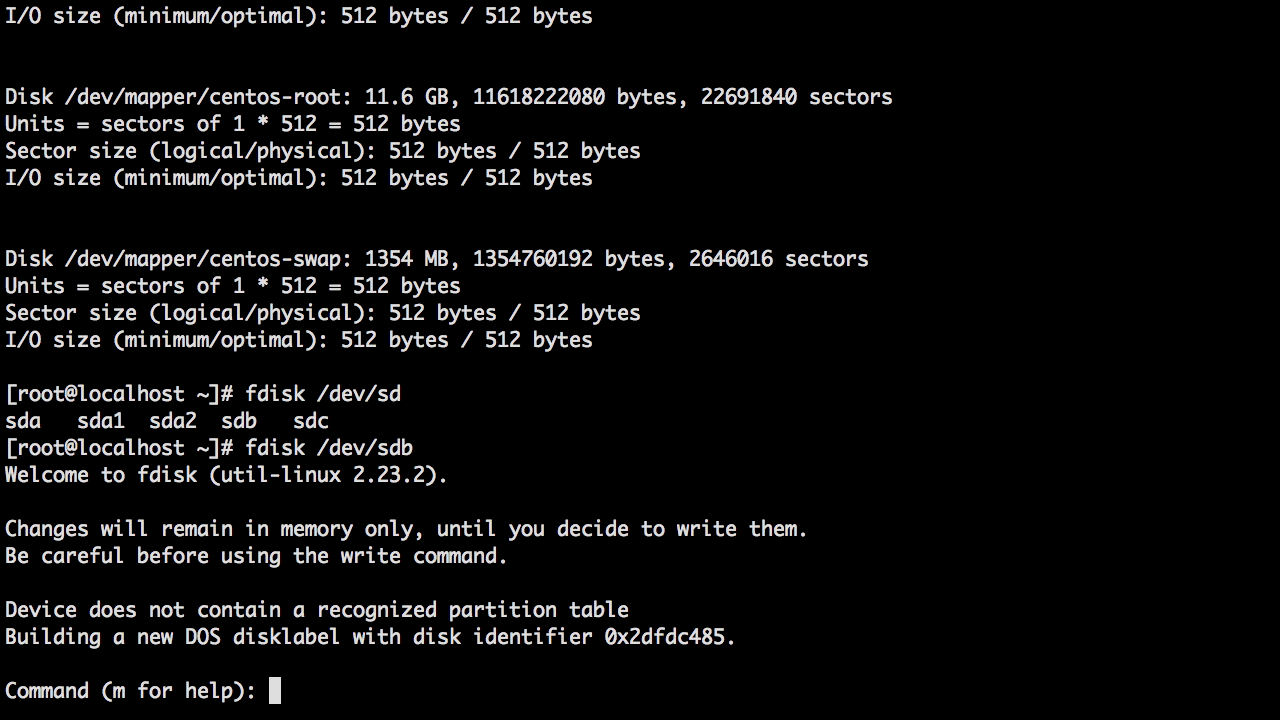 I/O size (minimum/optimal): 512 bytes / 512 bytes
Disk /dev/mapper/centos-root: 11.6 GB, 11618222080 bytes, 22691840 sectors
Units = sectors of 1 * 512 = 512 bytes
Sector size (logical/physical): 512 bytes / 512 bytes
I/O size (minimum/optimal): 512 bytes / 512 bytes
Disk /dev/mapper/centos-swap: 1354 MB, 1354760192 bytes, 2646016 sectors
Units = sectors of 1 * 512 = 512 bytes
Sector size (logical/physical): 512 bytes / 512 bytes
I/O size (minimum/optimal): 512 bytes / 512 bytes
[root@localhost ~]# fdisk /dev/sd
sda   sda1  sda2  sdb   sdc
[root@localhost ~]# fdisk /dev/sdb
Welcome to fdisk (util-linux 2.23.2).
Changes will remain in memory only, until you decide to write them.
Be careful before using the write command.
Device does not contain a recognized partition table
Building a new DOS disklabel with disk identifier 0x2dfdc485.
Command (m for help):